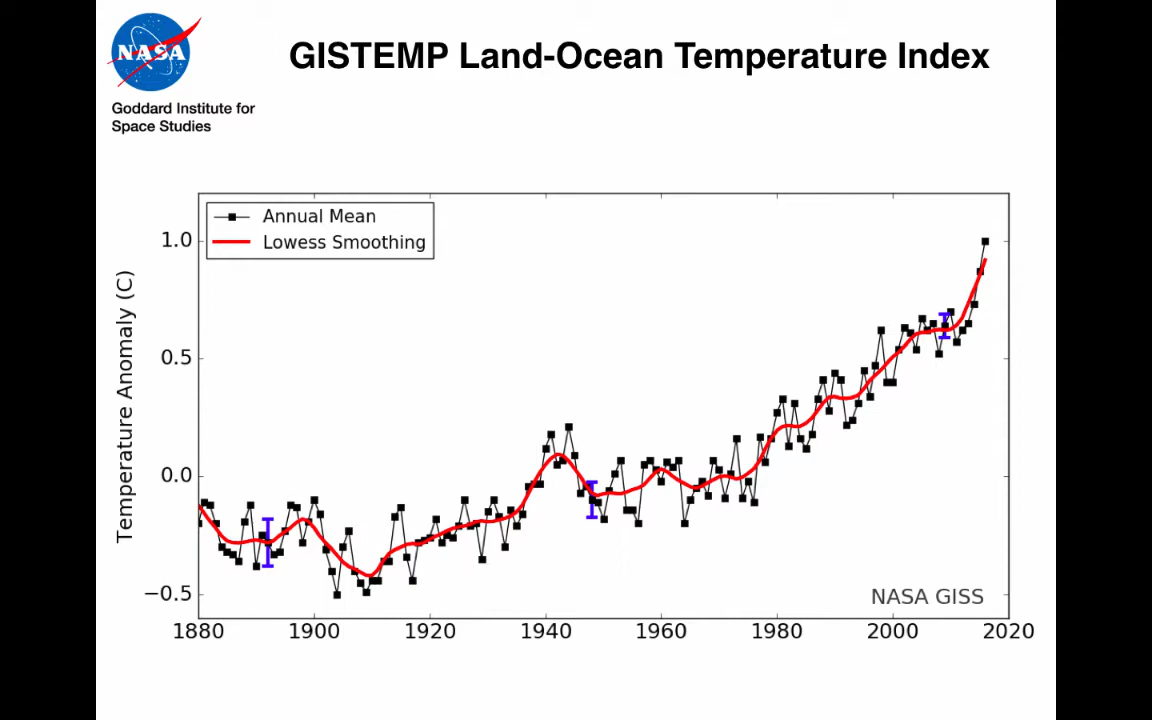 NASA
GISTEMP Land-Ocean Temperature Index
Goddard Institute for
Space Studies
Annual Mean
Lowess Smoothing
Temperature Anomaly (C)
1.0
0.5
0.0
−0.5
NASA GISS
1880 1900 1920 1940 1960 1980 2000 2020